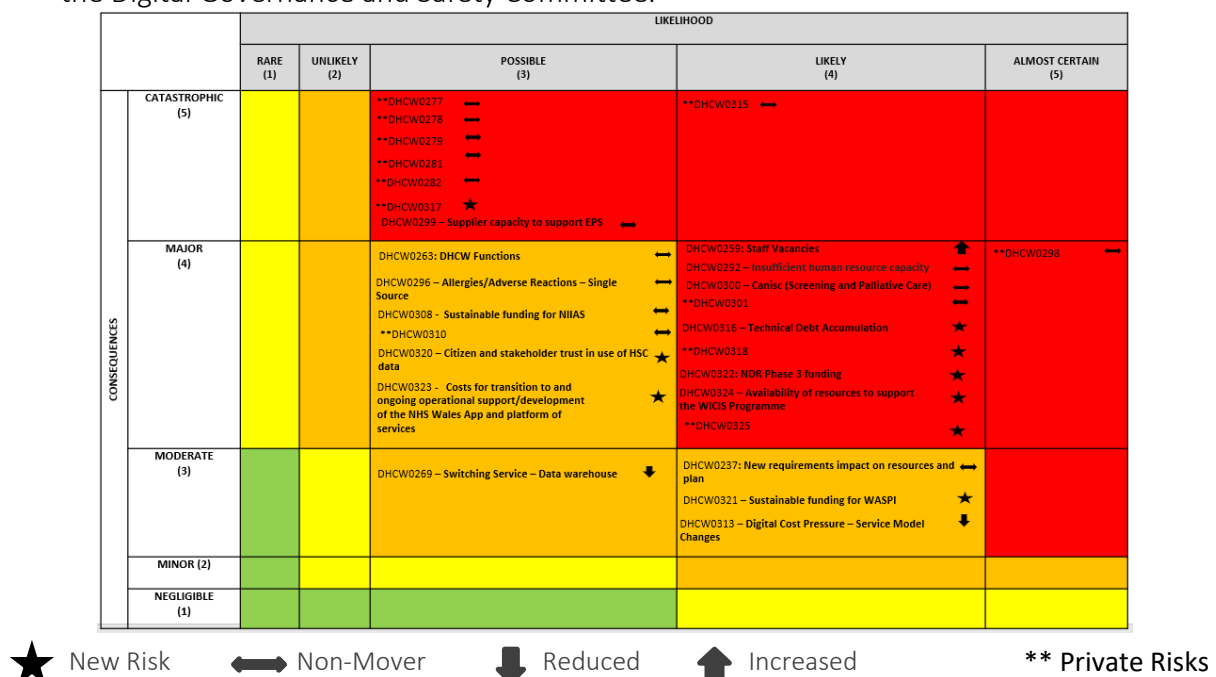 the Digital Governance and Safety Committee.
LIKELIHOOD
RARE
(1)
UNLIKELY
(2)
POSSIBLE
(3)
LIKELY
(4)
ALMOST CERTAIN
(5)
CONSEQUENCES
CATASTROPHIC
(5)
**DHCW0277
**DHCW0278
**DHCW0279
**DHCW0281
**DHCW0282
**DHCW0317
DHCW0299 – Supplier capacity to support EPS
**DHCW0315
MAJOR
(4)
DHCW0263: DHCW Functions
DHCW0296 – Allergies/Adverse Reactions – Single
Source
DHCW0308 - Sustainable funding for NIIAS
**DHCW0310
DHCW0320 – Citizen and stakeholder trust in use of HSC
data
DHCW0323 - Costs for transition to and
ongoing operational support/development
of the NHS Wales App and platform of
services
DHCW0259: Staff Vacancies
DHCW0292 – Insufficient human resource capacity
DHCW0300 – Canisc (Screening and Palliative Care)
**DHCW0301
DHCW0316 – Technical Debt Accumulation
**DHCW0318
DHCW0322: NDR Phase 3 funding
DHCW0324 – Availability of resources to support
the WICIS Programme
**DHCW0325
**DHCW0298
MODERATE
(3)
DHCW0269 – Switching Service – Data warehouse
DHCW0237: New requirements impact on resources and
plan
DHCW0321 – Sustainable funding for WASPI
DHCW0313 – Digital Cost Pressure – Service Model
Changes
MINOR (2)
NEGLIGIBLE
(1)
New Risk
Non-Mover
Reduced
Increased
** Private Risks